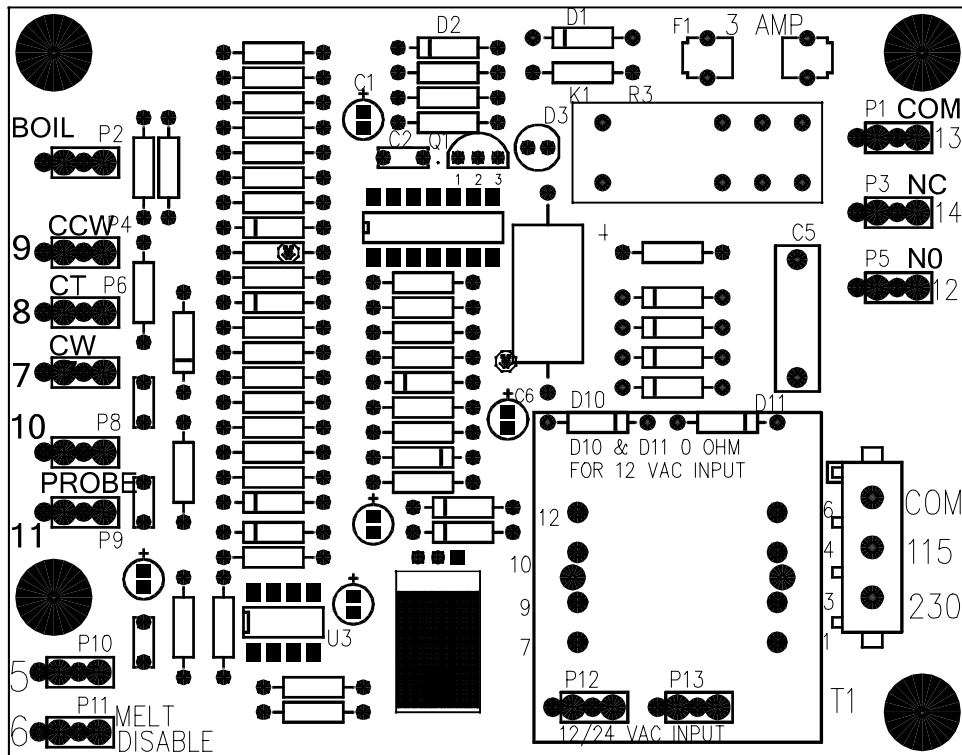 D2
D1
F1
3 AMP
C1
K1
R3
P1
COM
13
BOIL
P2
C2
Q1
D3
1 2 3
P3
NC
14
CCW
P4
9
+
C5
P5
N0
12
CT
P6
8
CW
7
C6
10
P8
D10
D11
D10 & D11 0 OHM
FOR 12 VAC INPUT
PROBE
11
P9
12
6
COM
10
4
115
9
3
230
7
1
U3
P10
5
P11
6
MELT
DISABLE
P12
P13
12/24 VAC INPUT
T1